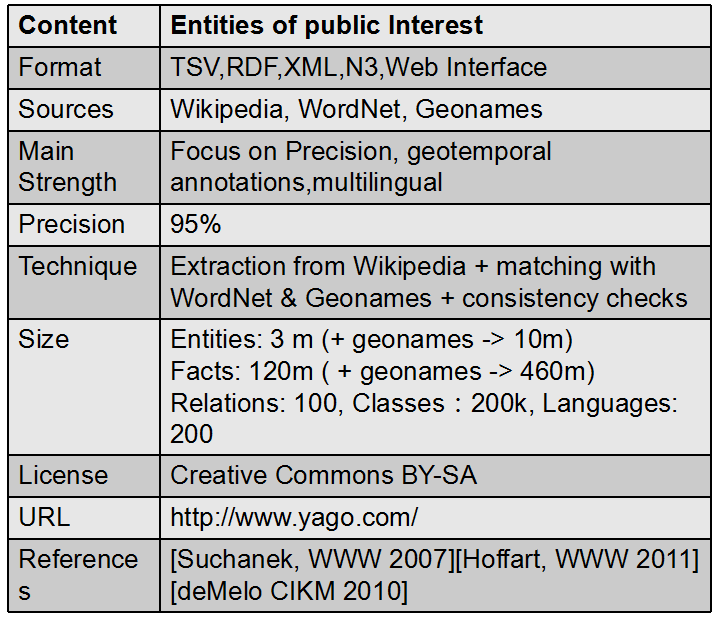 Content Entities of public Interest
Format TSV,RDF,XML,N3,Web Interface
Sources Wikipedia, WordNet, Geonames
Main Focus on Precision, geotemporal
Strength annotations,multilingual
Precision 95%
Technique Extraction from Wikipedia + matching with
WordNet & Geonames + consistency checks
Size Entities: 3 m (+ geonames -> 10m)
Facts: 120m ( + geonames -> 460m)
Relations: 100, Classes：200k, Languages:
200
License Creative Commons BY-SA
URL http://www.yago.com/
Reference [Suchanek, WWW 2007][Hoffart, WWW 2011]
s [deMelo CIKM 2010]